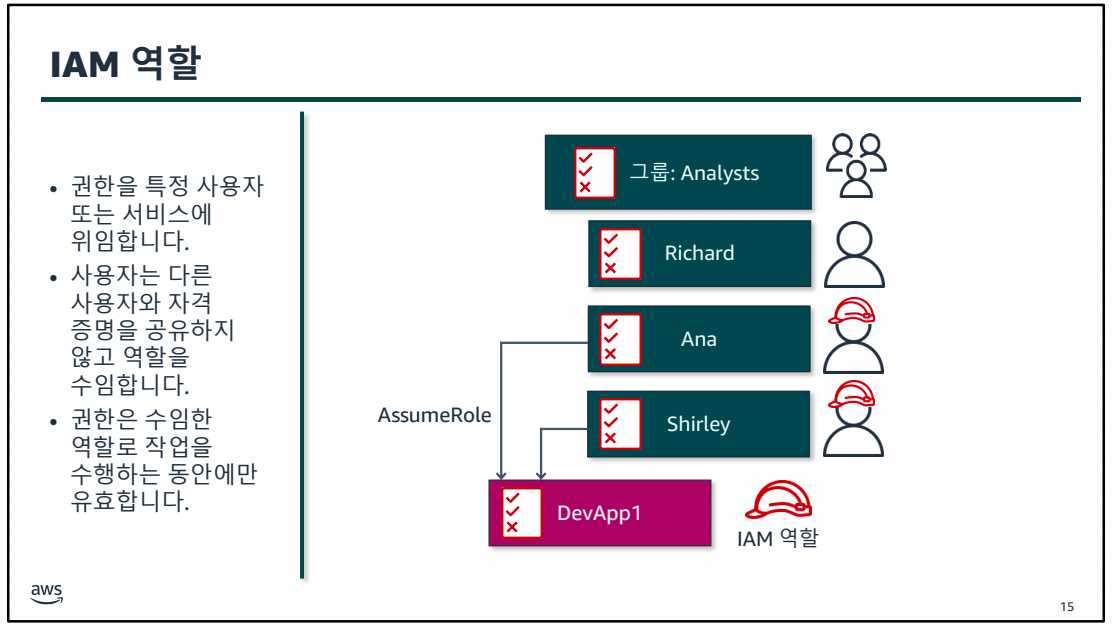 IAM 역할
• 권한을 특정 사용자
또는 서비스에
위임합니다.
• 사용자는 다른
사용자와 자격
증명을 공유하지
않고 역할을
수임합니다.
• 권한은 수임한
역할로 작업을
수행하는 동안에만
유효합니다.
그룹: Analysts
Richard
Ana
Shirley
AssumeRole
DevApp1
IAM 역할
aws
15